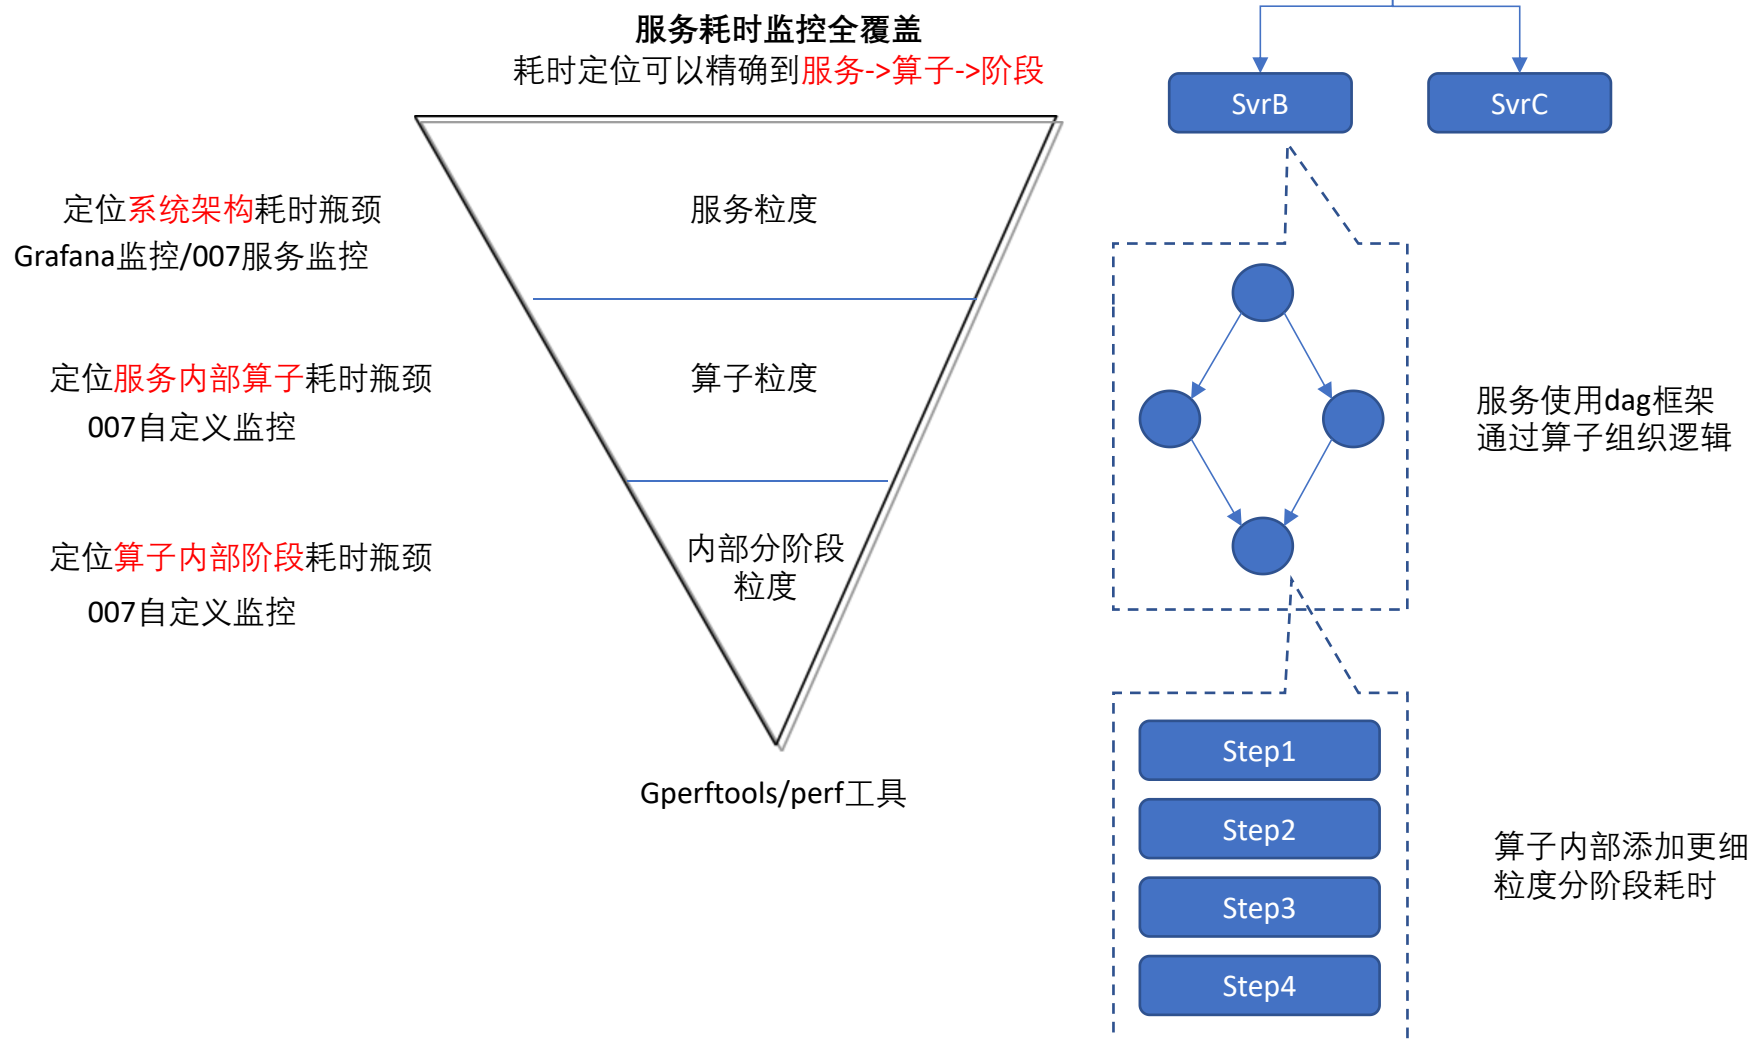 服务耗时监控全覆盖
耗时定位可以精确到服务->算子->阶段
SvrB
SvrC
定位系统架构耗时瓶颈
Grafana监控/007服务监控
服务粒度
定位服务内部算子耗时瓶颈
007自定义监控
算子粒度
服务使用dag框架
通过算子组织逻辑
定位算子内部阶段耗时瓶颈
007自定义监控
内部分阶段
粒度
Gperftools/perf工具
Step1
Step2
Step3
Step4
算子内部添加更细
粒度分阶段耗时